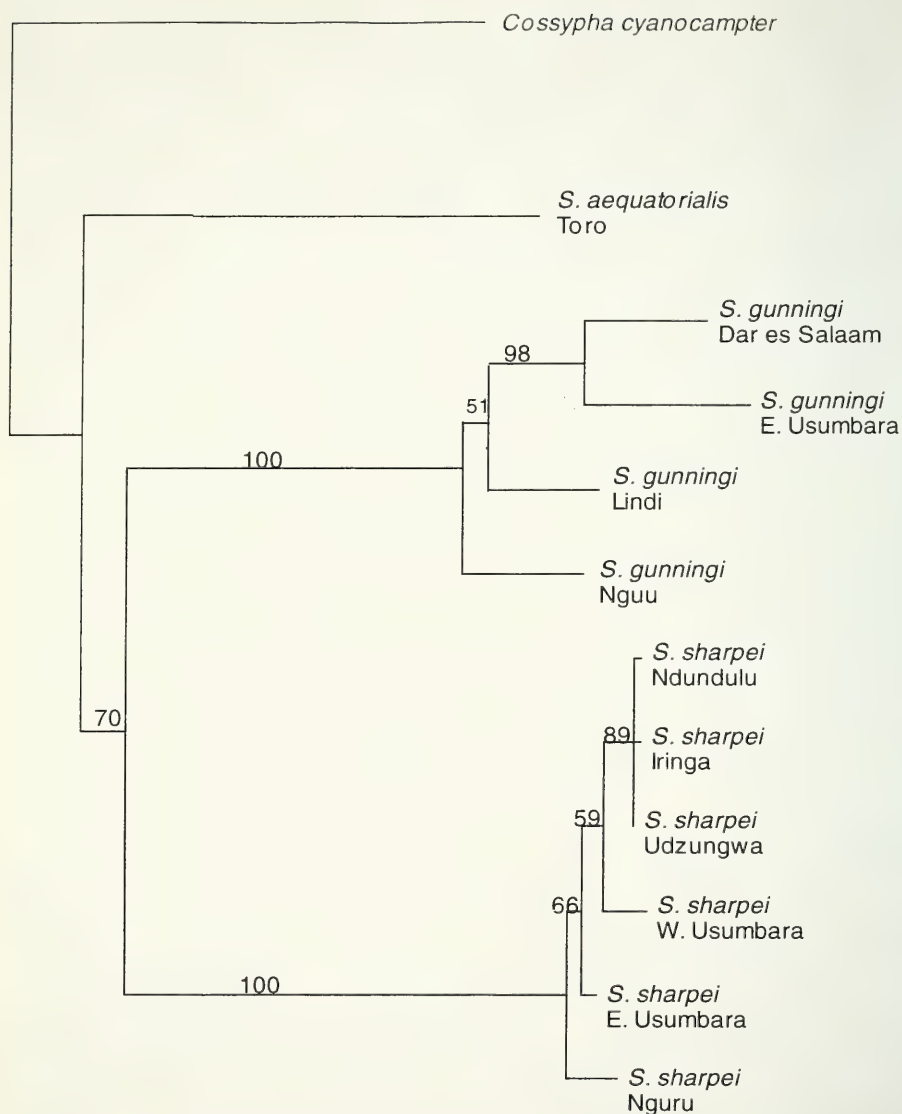 Cossypha cyanocampter
S. aequatorialis
Toro
S. gunningi
Dar es Salaam
98
S. gunningi
E. Usumbara
51
100
S. gunningi
Lindi
S. gunningi
Nguu
S. sharpei
Ndundulu
70
89
S. sharpei
Iringa
59
S. sharpei
Udzungwa
66
S. sharpei
W. Usumbara
100
S. sharpei
E. Usumbara
S. sharpei
Nguru